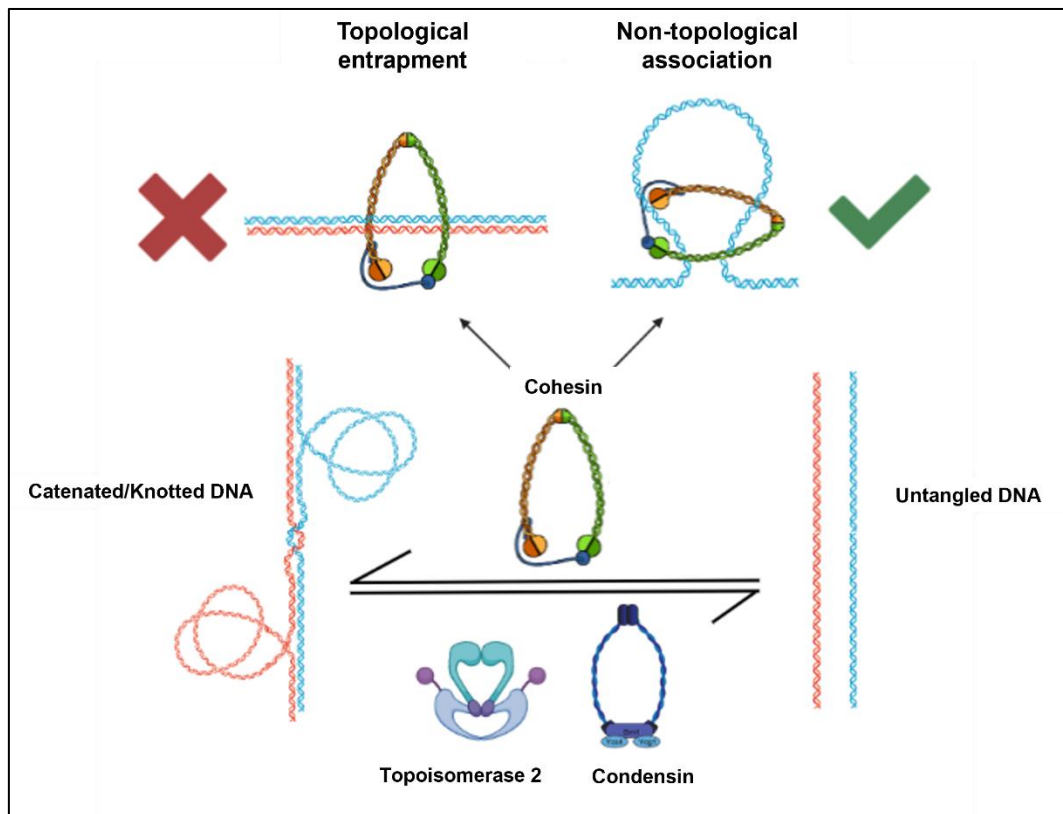 Topological
entrapment
Non-topological
association
Cohesin
Catenated/Knotted DNA
Untangled DNA
Topoisomerase 2
Condensin